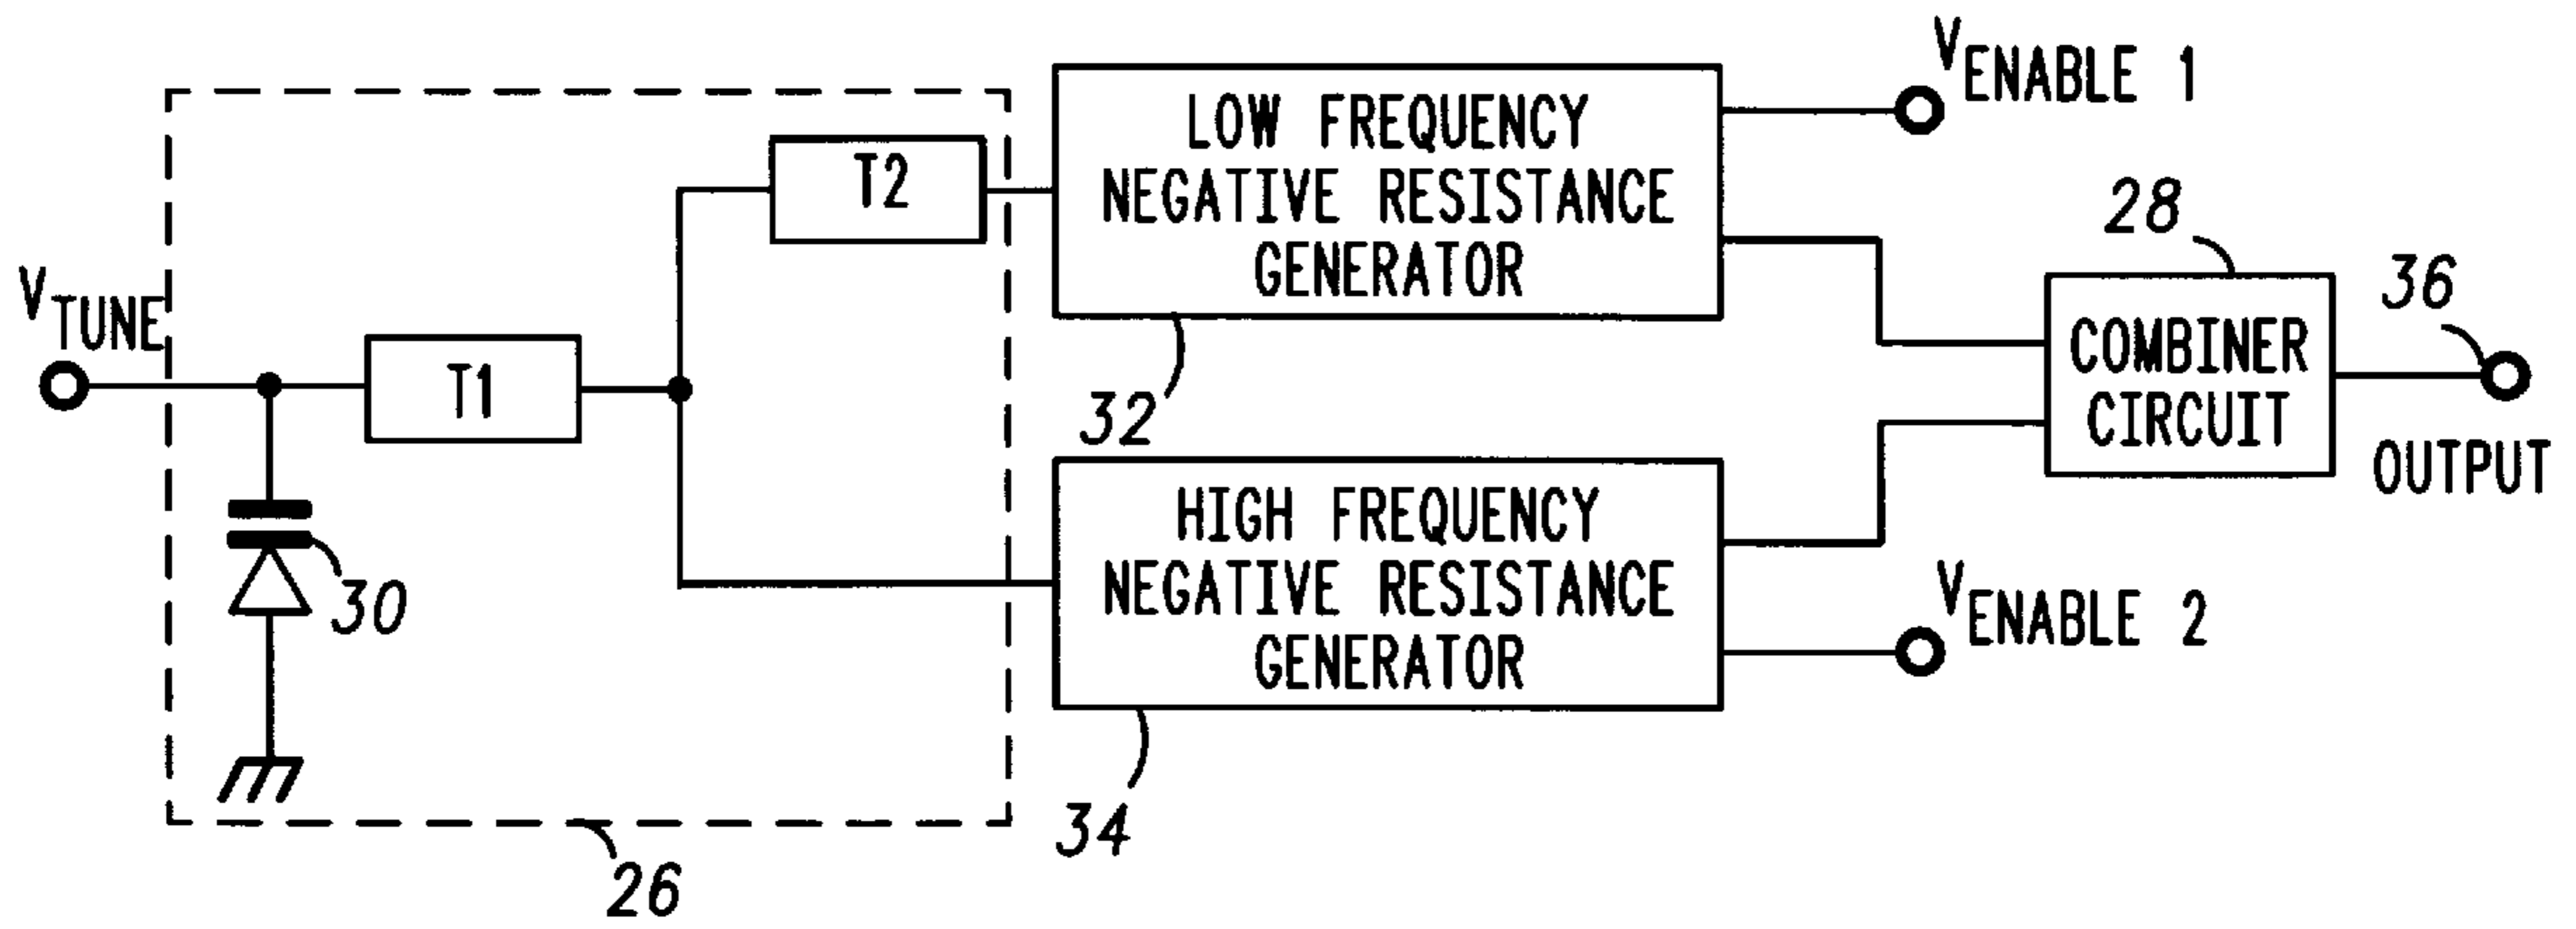 VENABLE 1
LOW FREQUENCY
NEGATIVE RESISTANCE
GENERATOR
T2
28
36
VTUNE
T1
COMBINER
CIRCUIT
32
OUTPUT
HIGH FREQUENCY
NEGATIVE RESISTANCE
GENERATOR
30
VENABLE 2
34
26